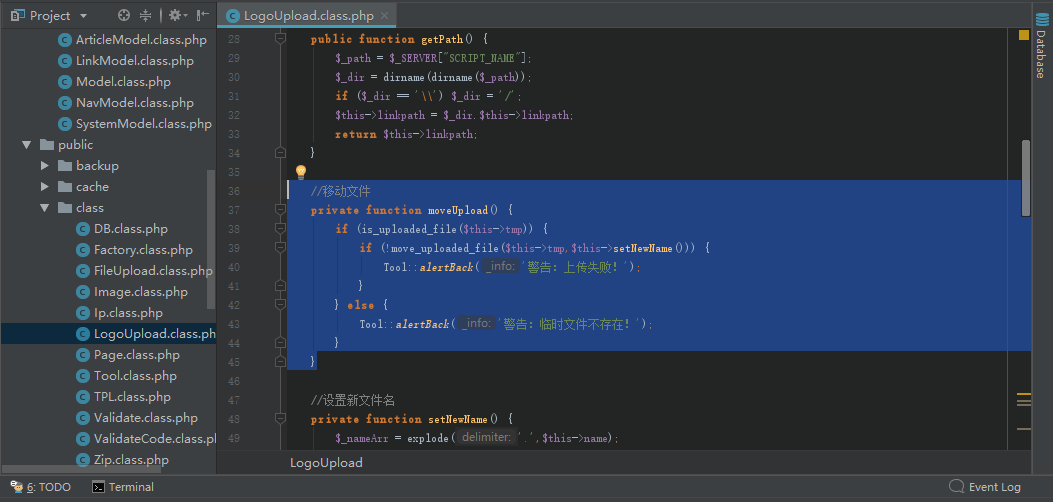 Project
LogoUpload.class.php
ArticleModel.class.php
LinkModel.class.php
Model.class.php
NavModel.class.php
SystemModel.class.php
public
backup
cache
class
DB.class.php
Factory.class.php
FileUpload.class.php
Image.class.php
Ip.class.php
LogoUpload.class.ph
Page.class.php
Tool.class.php
TPL.class.php
Validate.class.php
ValidateCode.class.pl
Zip.class.php
28 public function getPath() {
29 $_path = $_SERVER["SCRIPT_NAME"];
30 $_dir = dirname(dirname($_path));
31 if ($_dir == '\\') $_dir = '/';
32 $this->linkpath = $_dir.$this->linkpath;
33 return $this->linkpath;
34 }
35
36 //移动文件
37 private function moveUpload() {
38 if (is_uploaded_file($this->tmp)) {
39 if (!move_uploaded_file($this->tmp,$this->setNewName())) {
40 Tool::alertBack( _info: '警告：上传失败！');
41 }
42 } else {
43 Tool::alertBack( _info: '警告：临时文件不存在！');
44 }
45 }
46
47 //设置新文件名
48 private function setNewName() {
49 $_nameArr = explode( delimiter: '.',$this->name);
LogoUpload
Database
6: TODO
Terminal
Event Log